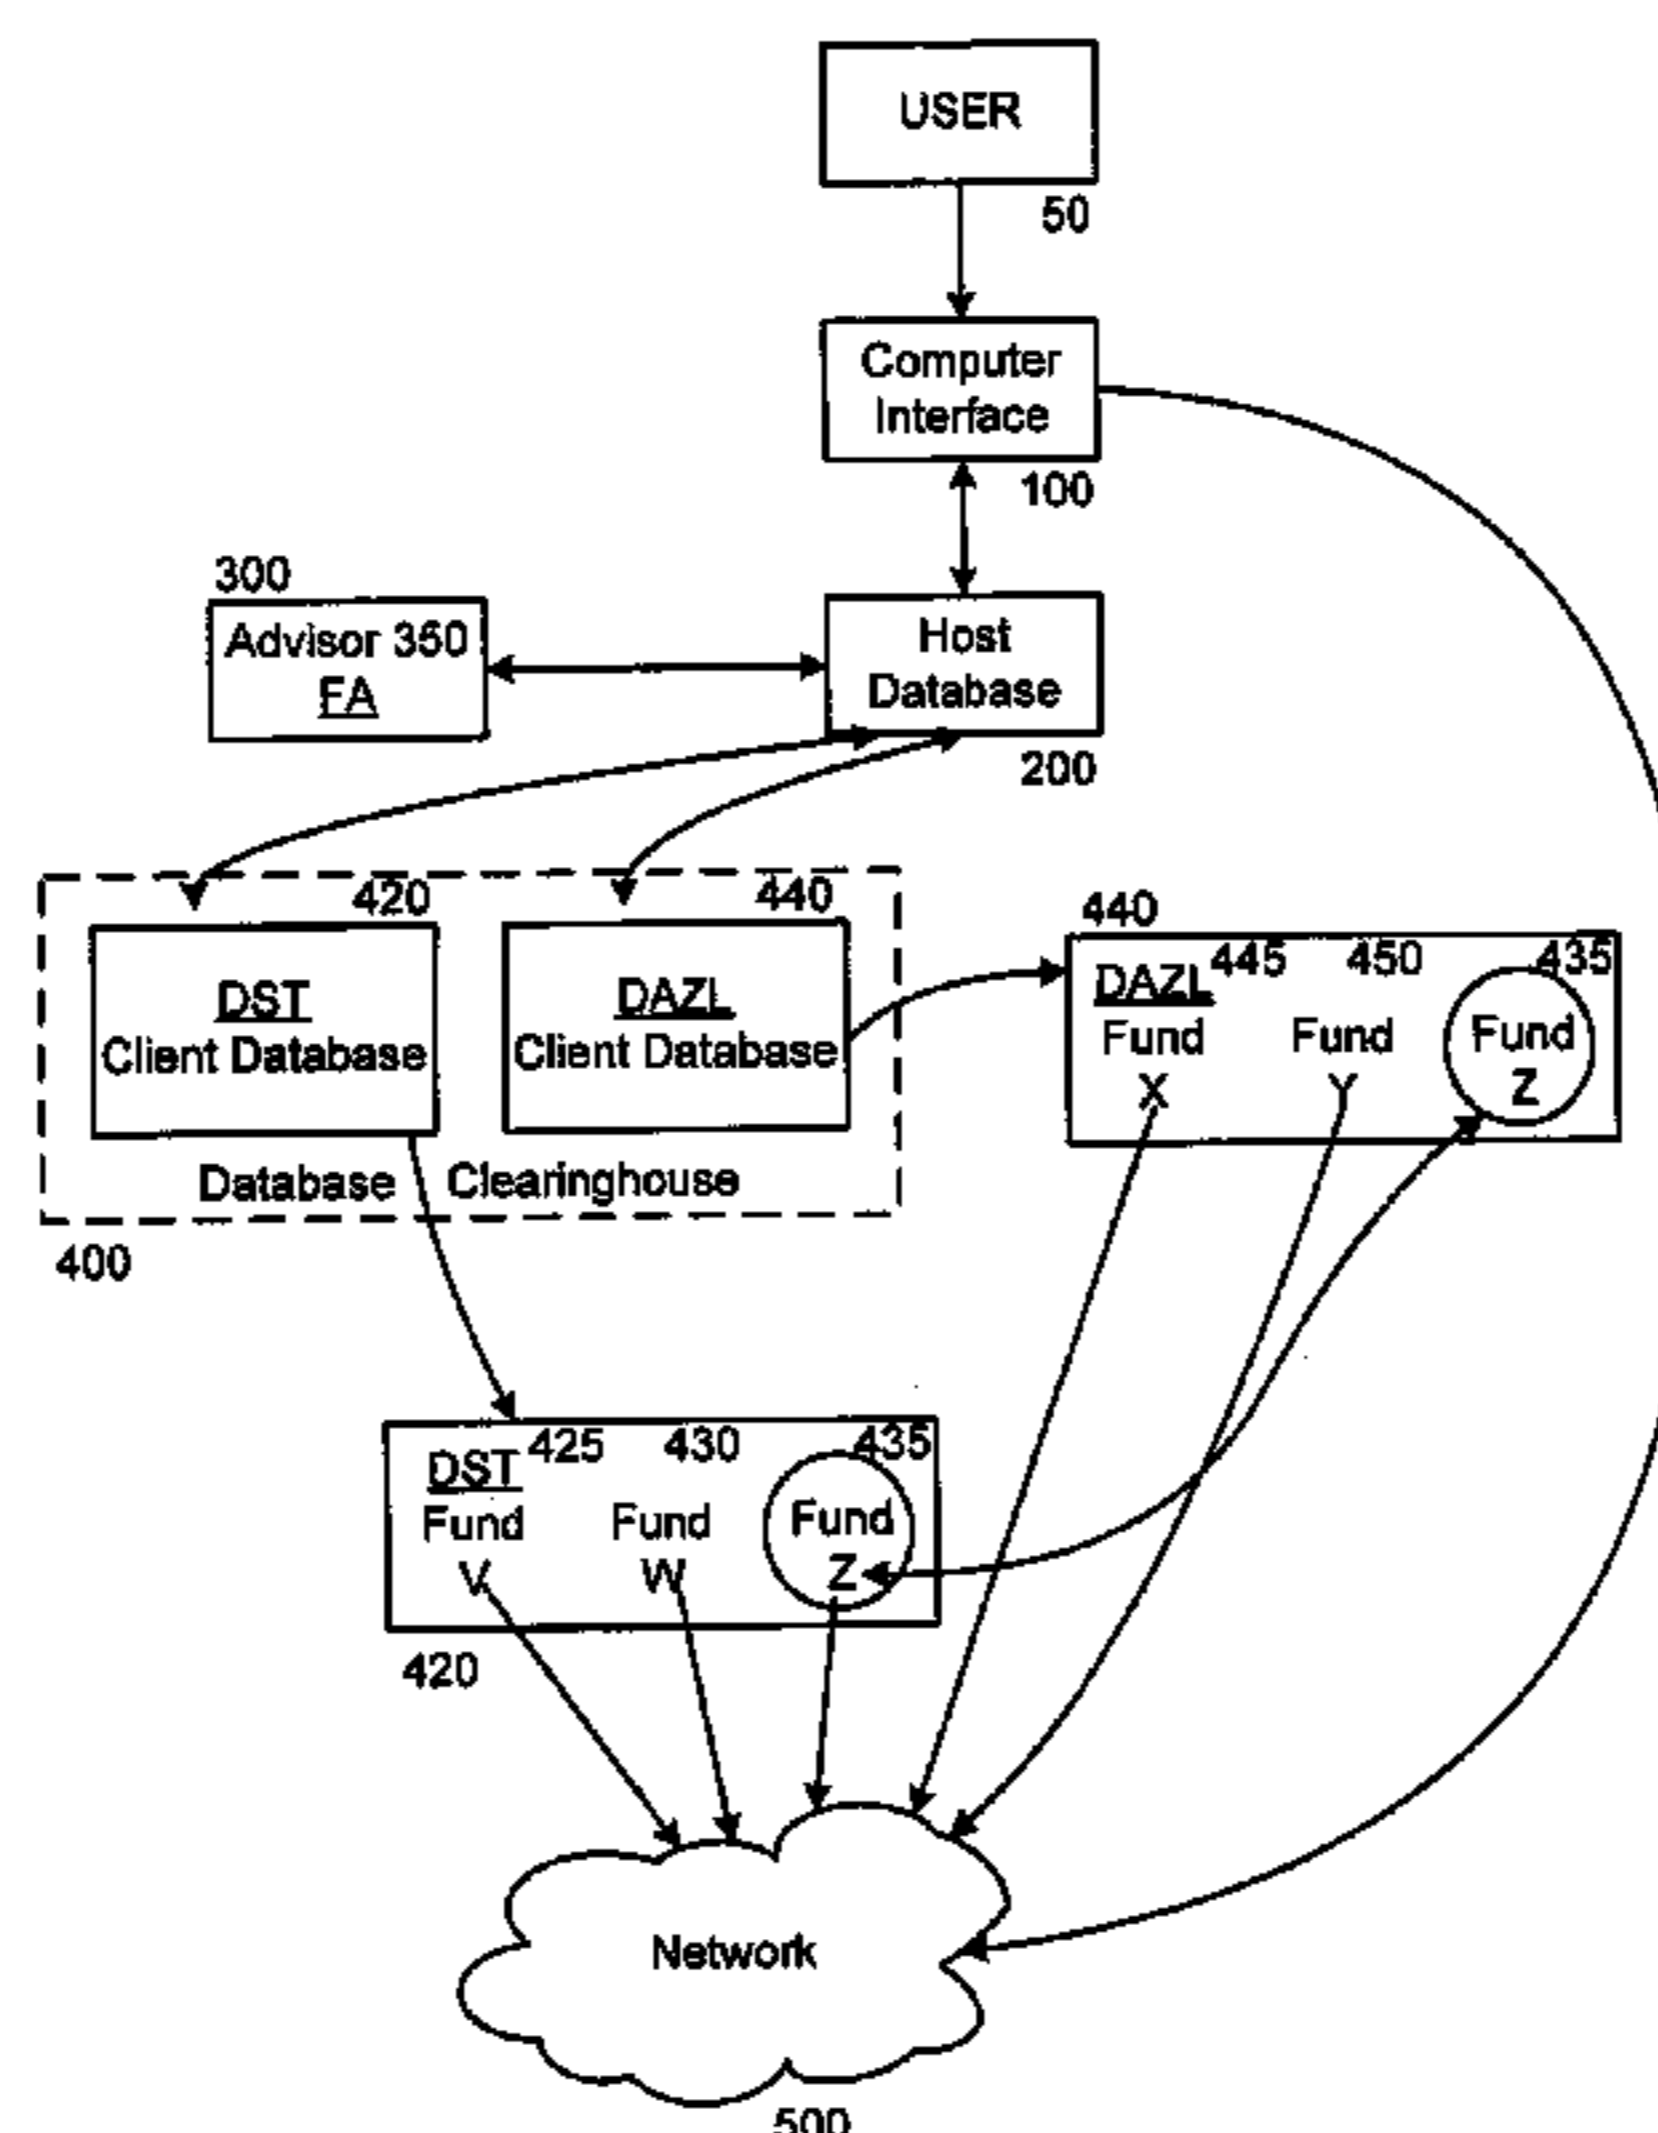 USER
50
Computer
Interface
100
300
Advisor 350
FA
Host
Database
200
420
440
DST
Client Database
DAZL
Client Database
Database Clearinghouse
400
440
DAZL 445 450 435
Fund Fund Fund
X Y Z
DST 425 430 435
Fund Fund Fund
V W Z
420
Network
500